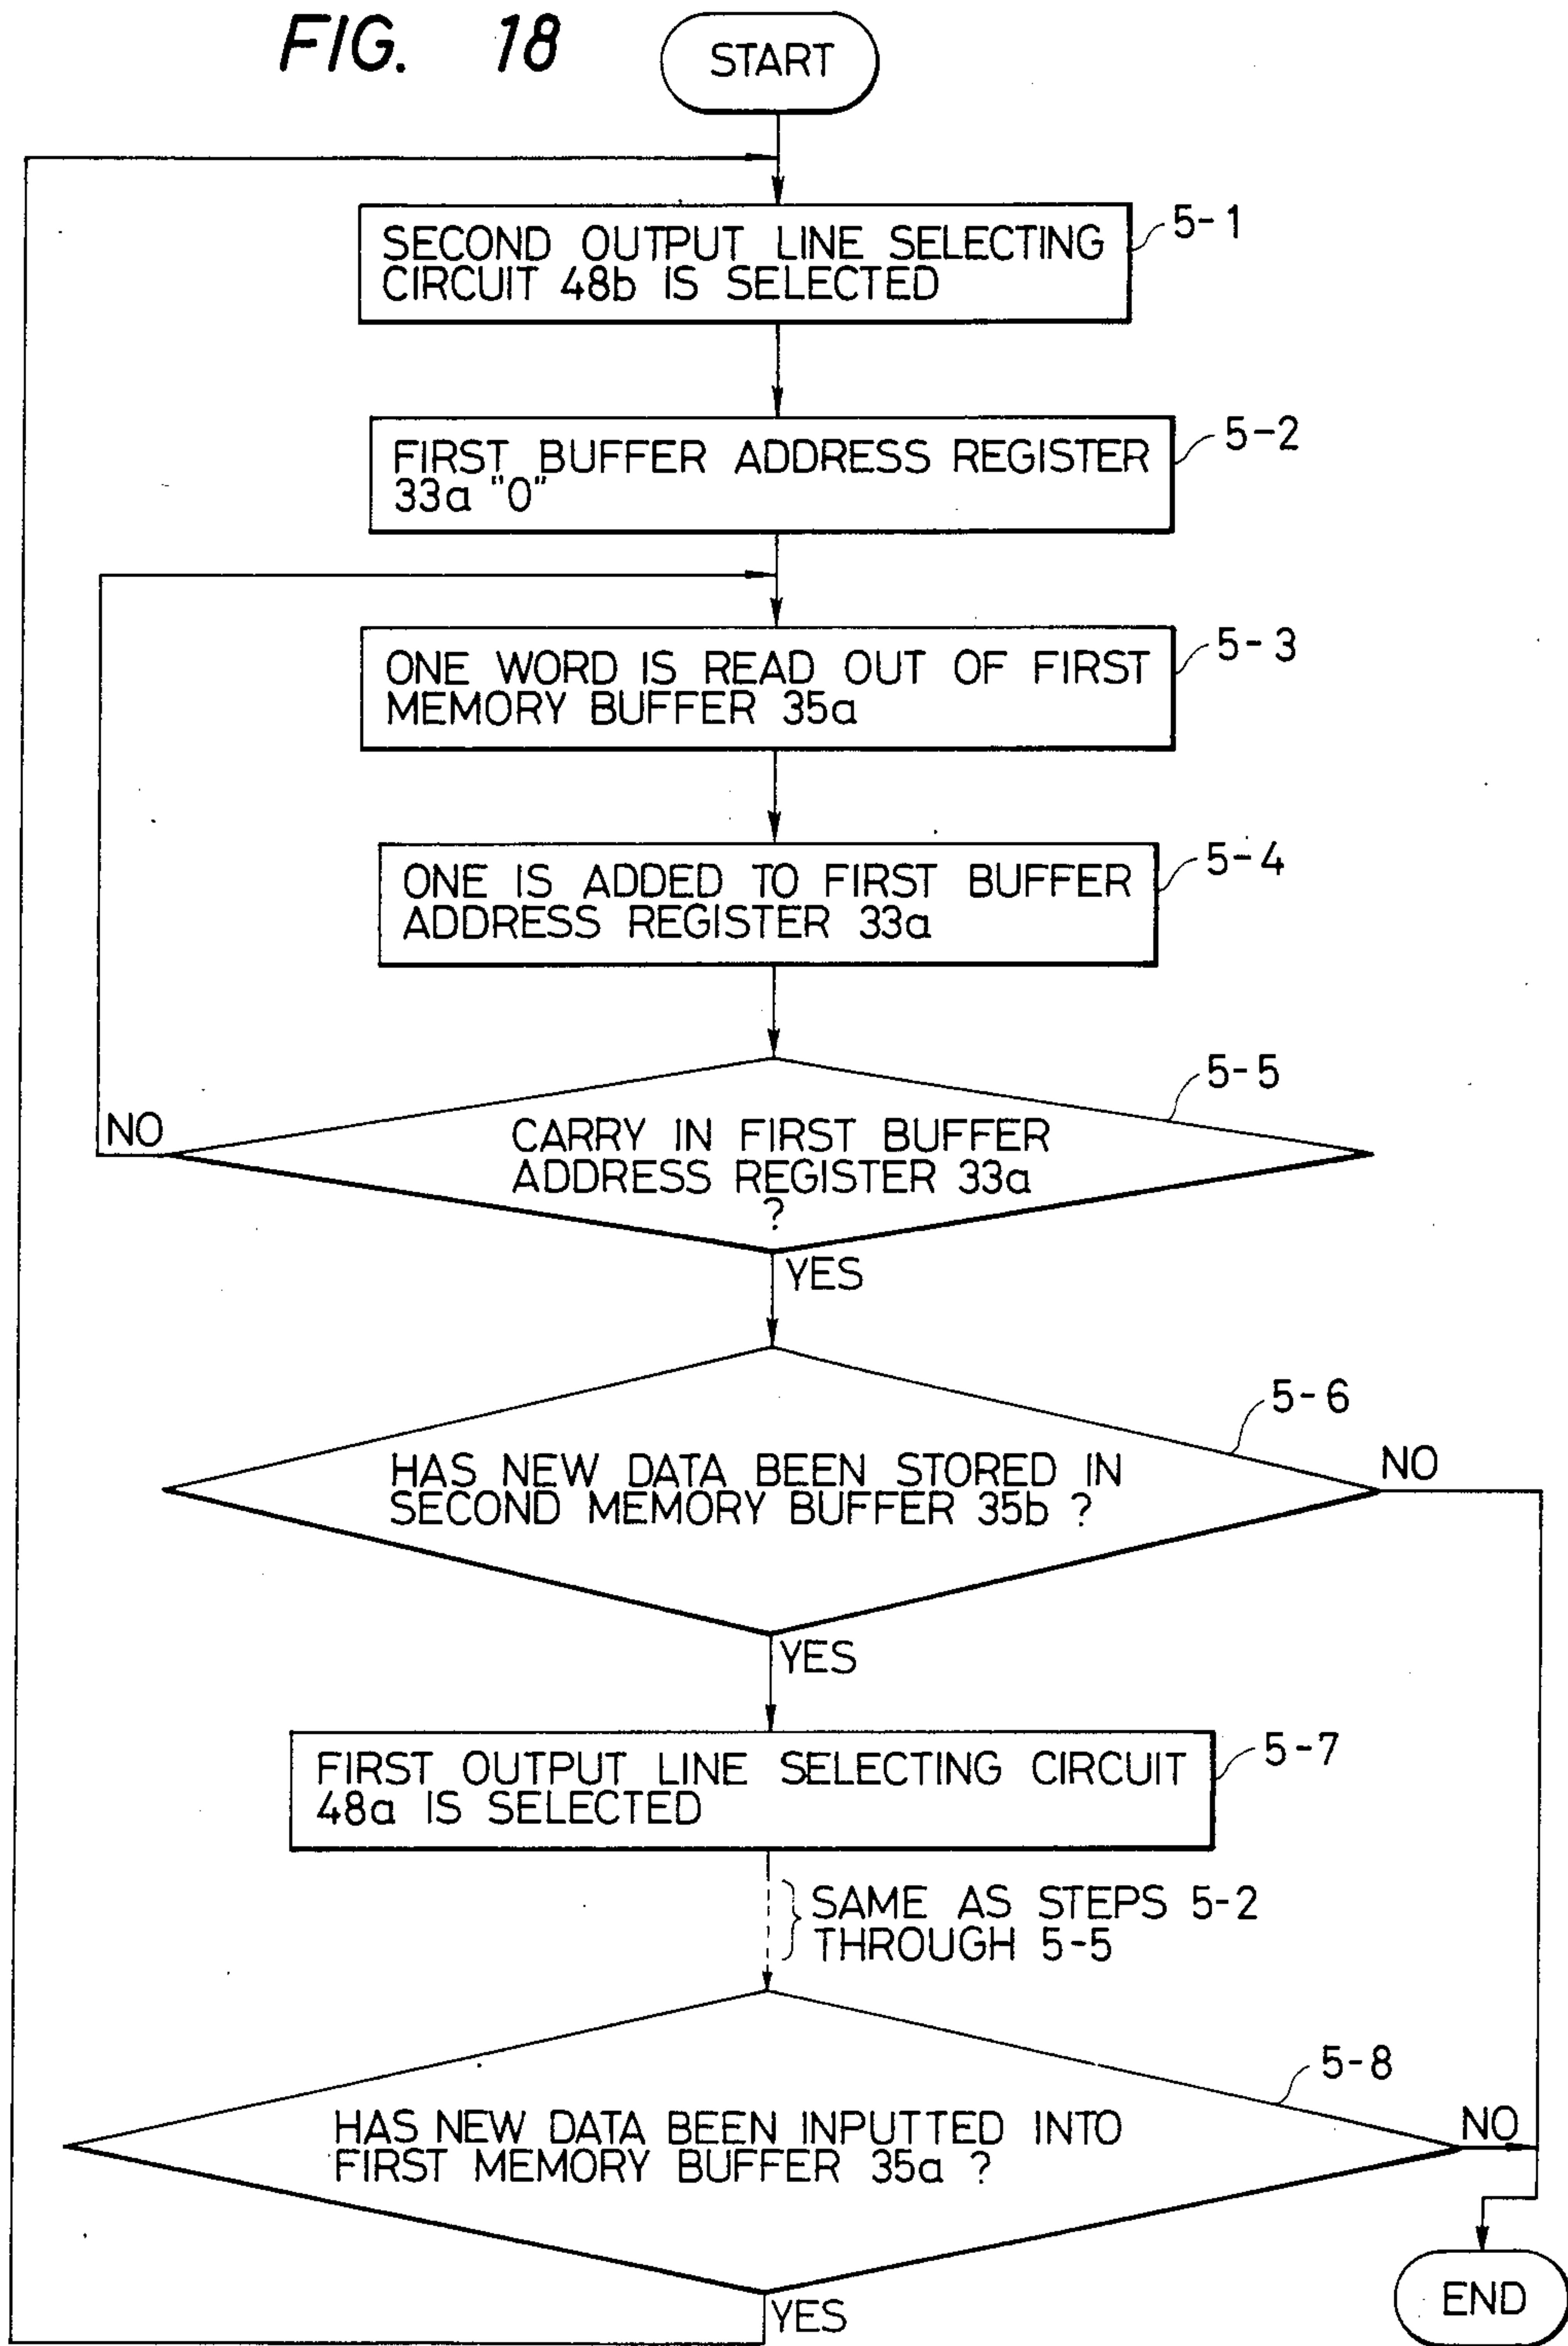 FIG. 18
START
SECOND OUTPUT LINE SELECTING
CIRCUIT 48b IS SELECTED
5-1
FIRST BUFFER ADDRESS REGISTER
33a "0"
5-2
ONE WORD IS READ OUT OF FIRST
MEMORY BUFFER 35a
5-3
ONE IS ADDED TO FIRST BUFFER
ADDRESS REGISTER 33a
5-4
5-5
NO
CARRY IN FIRST BUFFER
ADDRESS REGISTER 33a
?
YES
5-6
HAS NEW DATA BEEN STORED IN
SECOND MEMORY BUFFER 35b ?
NO
YES
FIRST OUTPUT LINE SELECTING CIRCUIT
48a IS SELECTED
5-7
SAME AS STEPS 5-2
THROUGH 5-5
5-8
HAS NEW DATA BEEN INPUTTED INTO
FIRST MEMORY BUFFER 35a ?
NO
YES
END